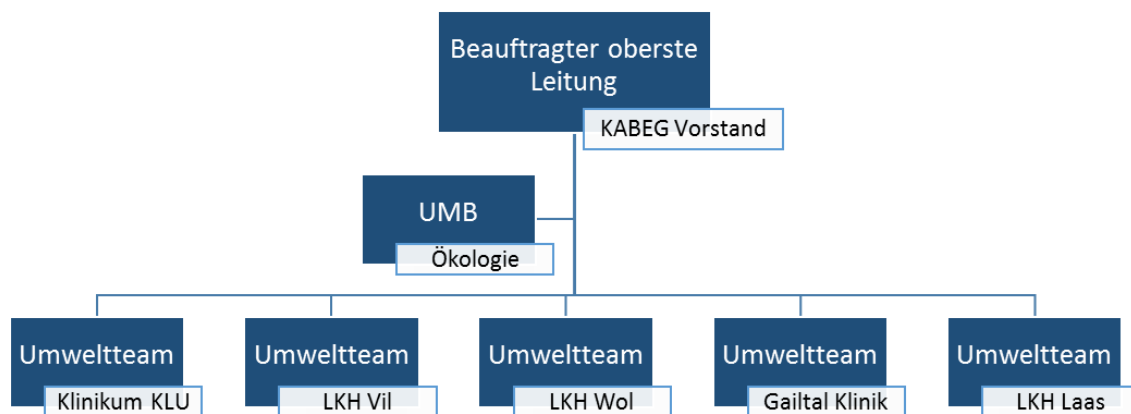 Beauftragter oberste
Leitung
KABEG Vorstand
UMB
Ökologie
Umweltteam
Klinikum KLU
Umweltteam
LKH Vil
Umweltteam
LKH Wol
Umweltteam
Gailtal Klinik
Umweltteam
LKH Laas